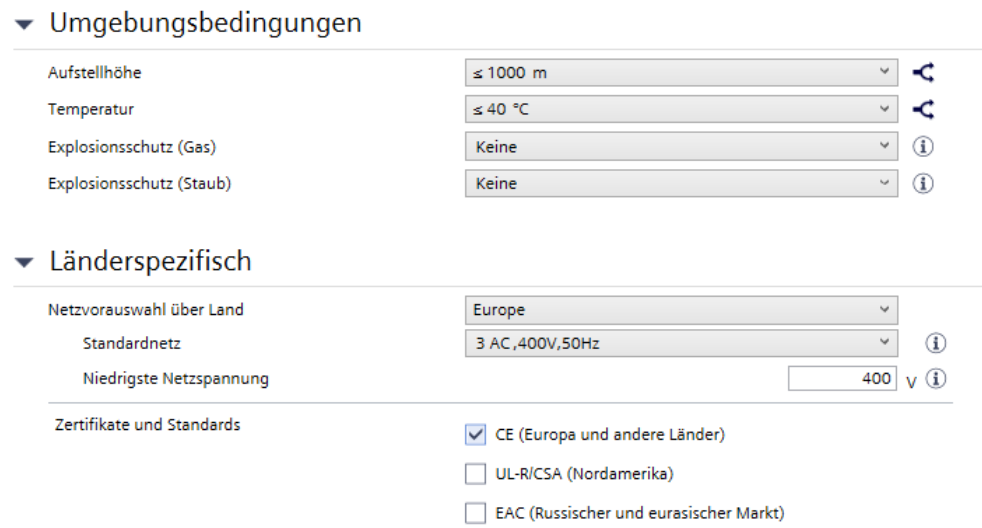 Umgebungsbedingungen
Aufstellhöhe ≤ 1000 m
Temperatur ≤ 40 °C
Explosionsschutz (Gas) Keine
Explosionsschutz (Staub) Keine
Länderspezifisch
Netzvorauswahl über Land Europe
Standardnetz 3 AC,400V,50Hz
Niedrigste Netzspannung 400 V
Zertifikate und Standards
CE (Europa und andere Länder)
UL-R/CSA (Nordamerika)
EAC (Russischer und eurasischer Markt)